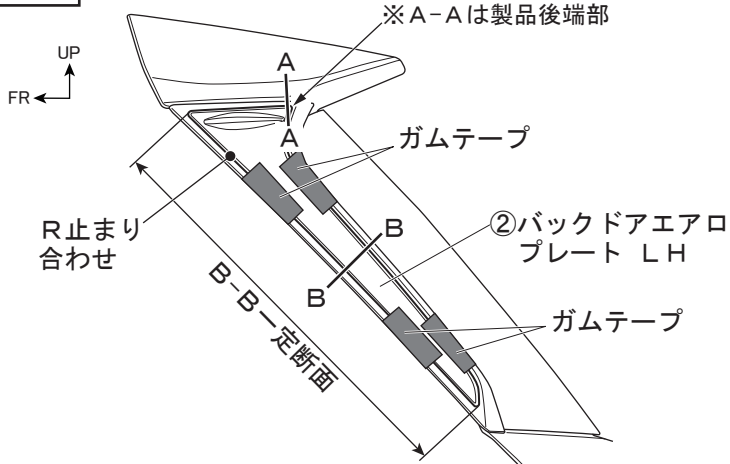 ※A-Aは製品後端部
UP
FR
A
A
ガムテープ
R止まり
合わせ
B
B
②バックドアエアロ
プレート LH
B-B一定断面
ガムテープ